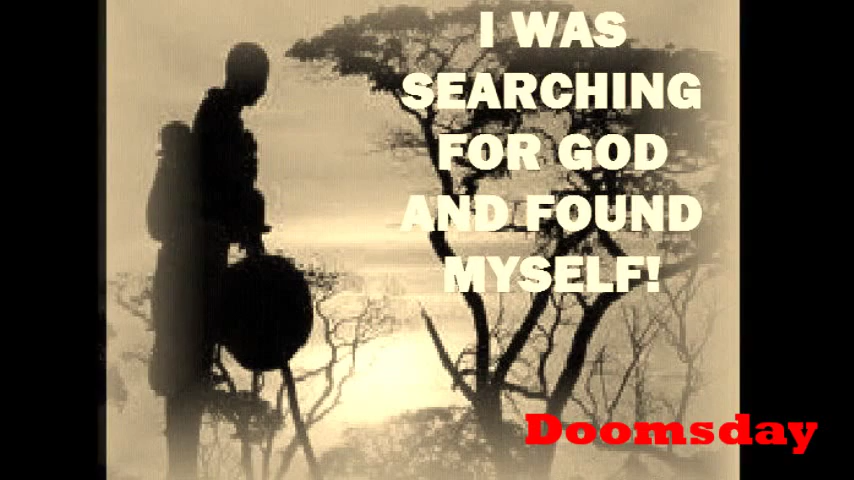 I WAS
SEARCHING
FOR GOD
AND FOUND
MYSELF!
Doomsday